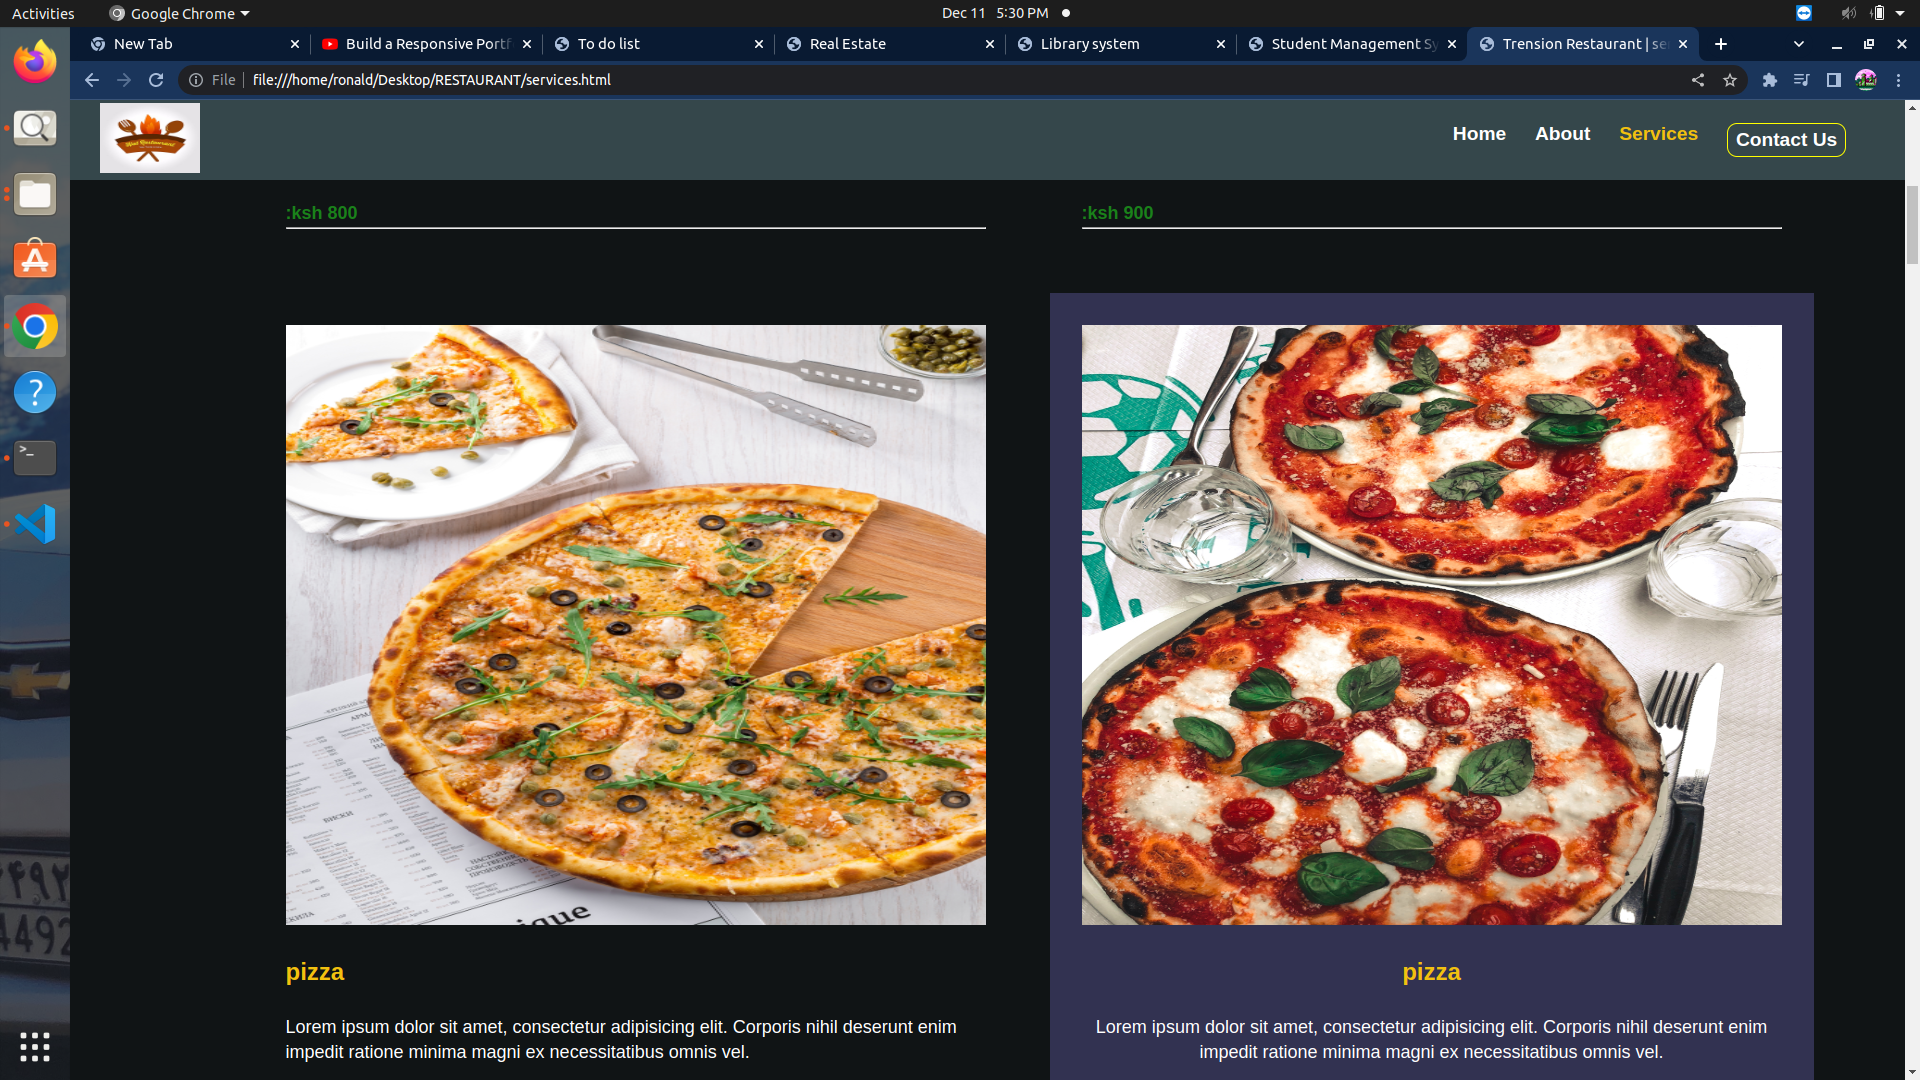 Activities
Google Chrome
Dec 11 5:30 PM
New Tab
Build a Responsive Portf
To do list
Real Estate
Library system
Student Management Sy
Trension Restaurant | se
File
file:///home/ronald/Desktop/RESTAURANT/services.html
Home
About
Services
Contact Us
:ksh 800
:ksh 900
ВИСКИ
ique
4492
pizza
pizza
Lorem ipsum dolor sit amet, consectetur adipisicing elit. Corporis nihil deserunt enim
impedit ratione minima magni ex necessitatibus omnis vel.
Lorem ipsum dolor sit amet, consectetur adipisicing elit. Corporis nihil deserunt enim
impedit ratione minima magni ex necessitatibus omnis vel.